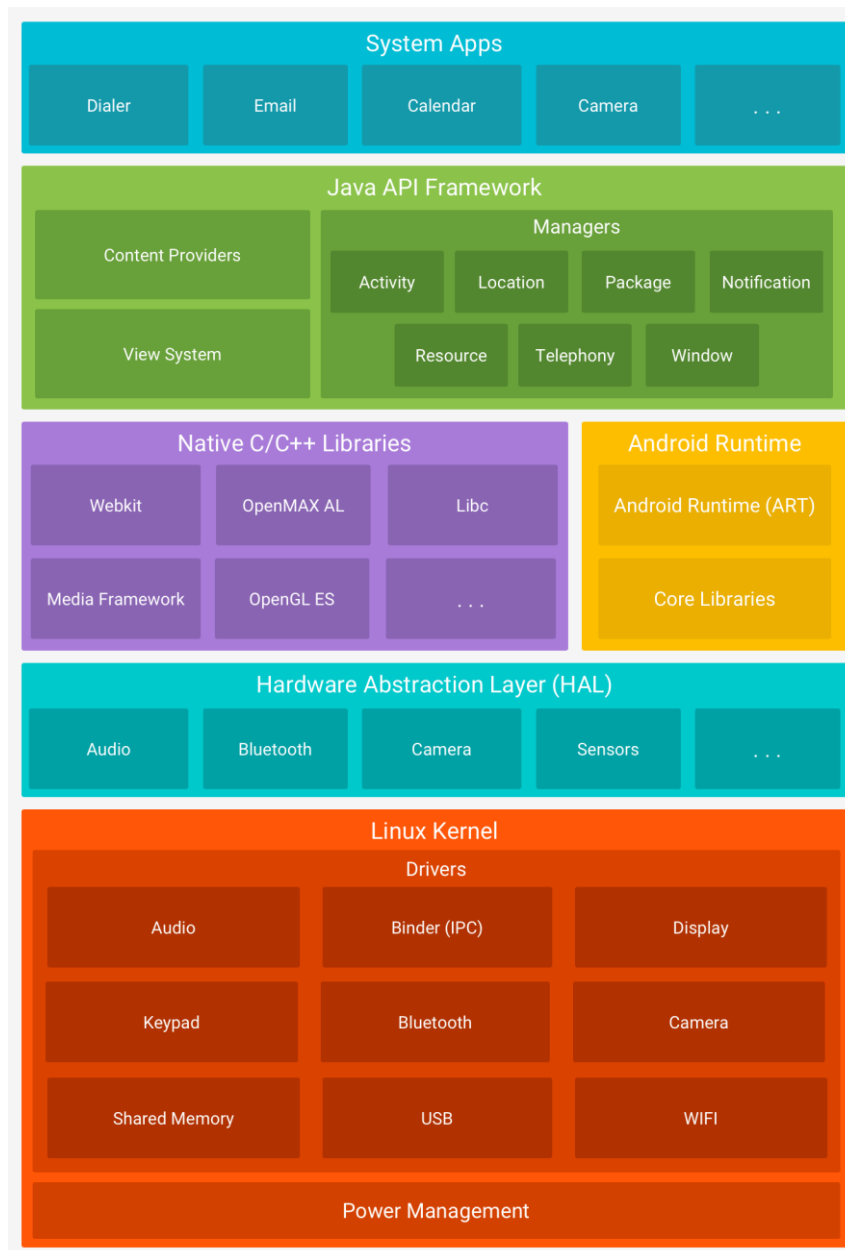 System Apps
Dialer
Email
Calendar
Camera
. . .
Java API Framework
Content Providers
View System
Managers
Activity
Location
Package
Notification
Resource
Telephony
Window
Native C/C++ Libraries
Webkit
OpenMAX AL
Libc
Media Framework
OpenGL ES
. . .
Android Runtime
Android Runtime (ART)
Core Libraries
Hardware Abstraction Layer (HAL)
Audio
Bluetooth
Camera
Sensors
. . .
Linux Kernel
Drivers
Audio
Binder (IPC)
Display
Keypad
Bluetooth
Camera
Shared Memory
USB
WIFI
Power Management